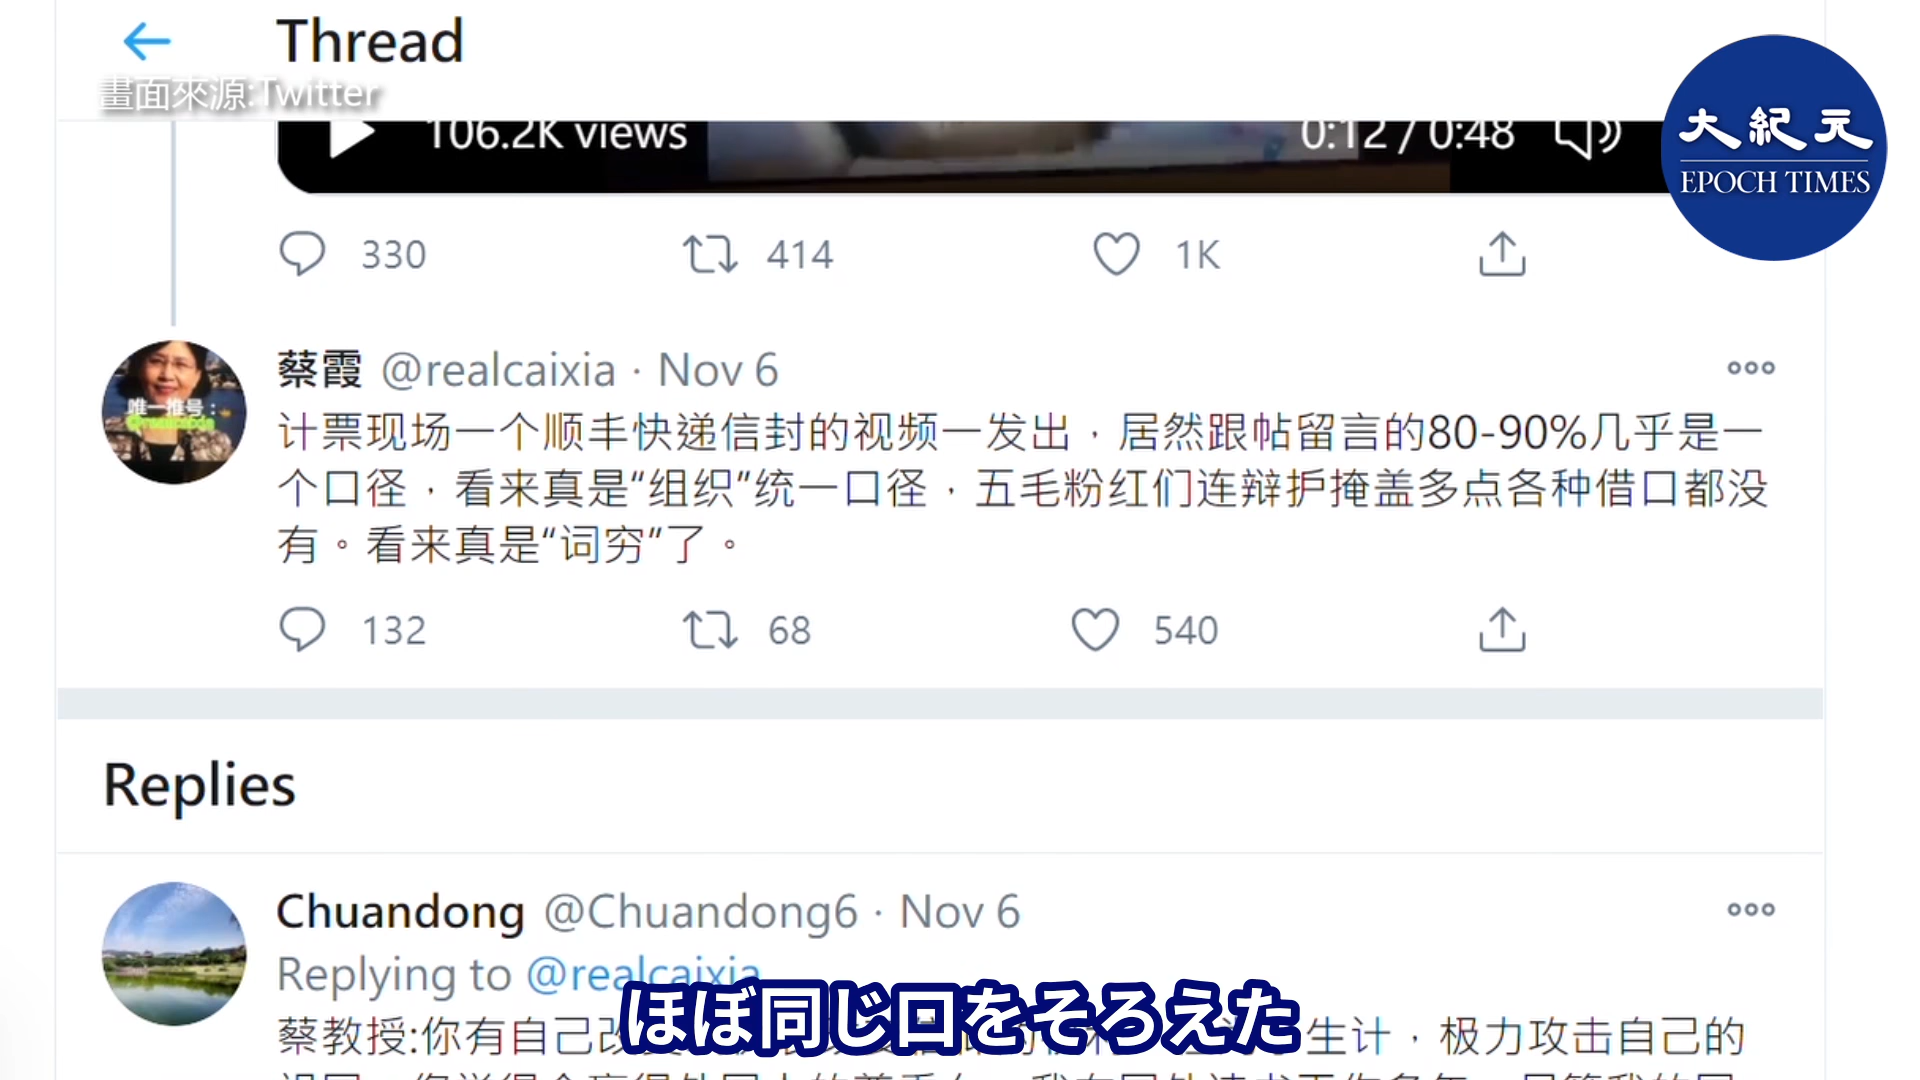 Thread
畫面來源:Twitter
106.2K views
0:12 / 0:48
大紀元
EPOCH TIMES
330
414
1K
蔡霞 @realcaixia · Nov 6
唯一推号：
计票现场一个顺丰快递信封的视频一发出，居然跟帖留言的80-90%几乎是一
个口径，看来真是“组织”统一口径，五毛粉红们连辩护掩盖多点各种借口都没
有。看来真是“词穷”了。
132
68
540
Replies
Chuandong @Chuandong6 · Nov 6
Replying to @realcaixia
ほぼ同じ口をそろえた
蔡教授:你有自己
生计，极力攻击自己的